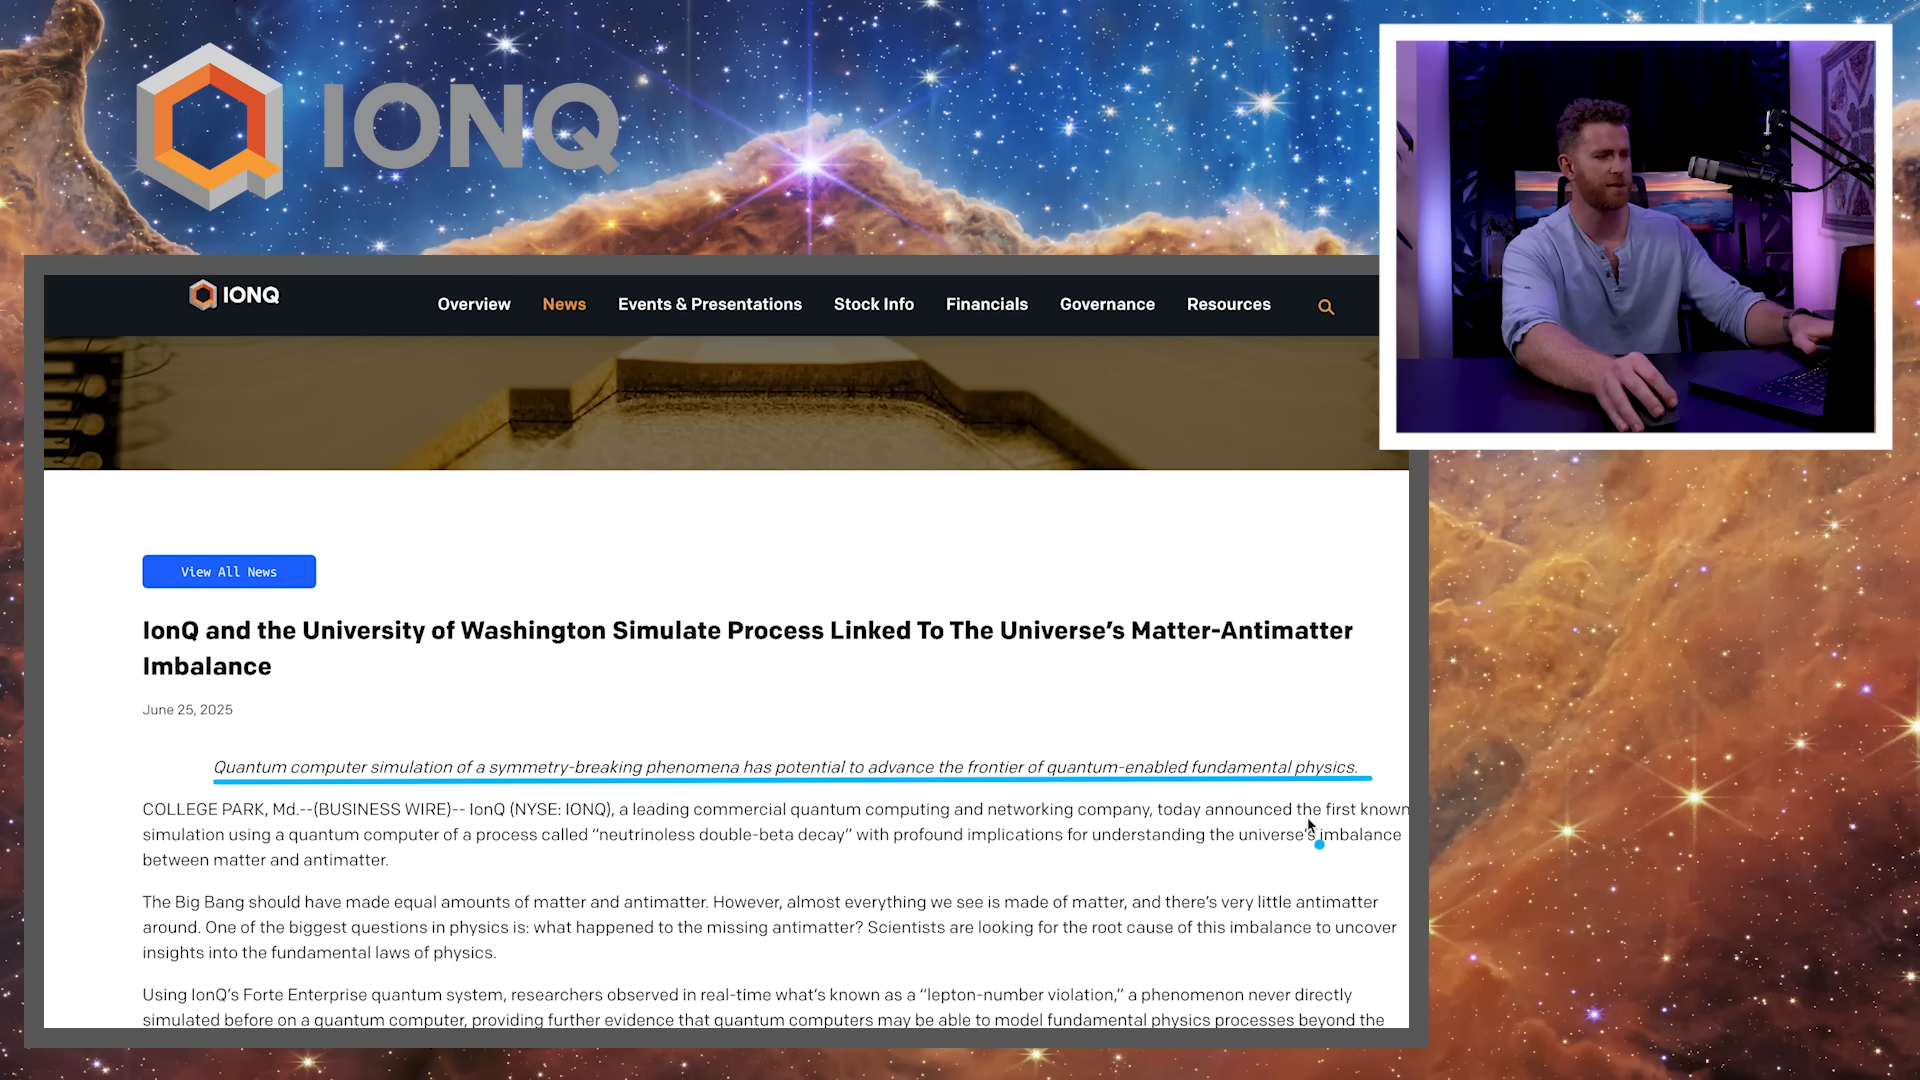 IONQ
IONQ
Overview News Events & Presentations Stock Info Financials Governance Resources
View All News
IonQ and the University of Washington Simulate Process Linked To The Universe’s Matter-Antimatter
Imbalance
June 25, 2025
Quantum computer simulation of a symmetry-breaking phenomena has potential to advance the frontier of quantum-enabled fundamental physics.
COLLEGE PARK, Md.--(BUSINESS WIRE)-- IonQ (NYSE: IONQ), a leading commercial quantum computing and networking company, today announced the first known
simulation using a quantum computer of a process called “neutrinoless double-beta decay” with profound implications for understanding the universe’s imbalance
between matter and antimatter.
The Big Bang should have made equal amounts of matter and antimatter. However, almost everything we see is made of matter, and there’s very little antimatter
around. One of the biggest questions in physics is: what happened to the missing antimatter? Scientists are looking for the root cause of this imbalance to uncover
insights into the fundamental laws of physics.
Using IonQ’s Forte Enterprise quantum system, researchers observed in real-time what’s known as a “lepton-number violation,” a phenomenon never directly
simulated before on a quantum computer, providing further evidence that quantum computers may be able to model fundamental physics processes beyond the